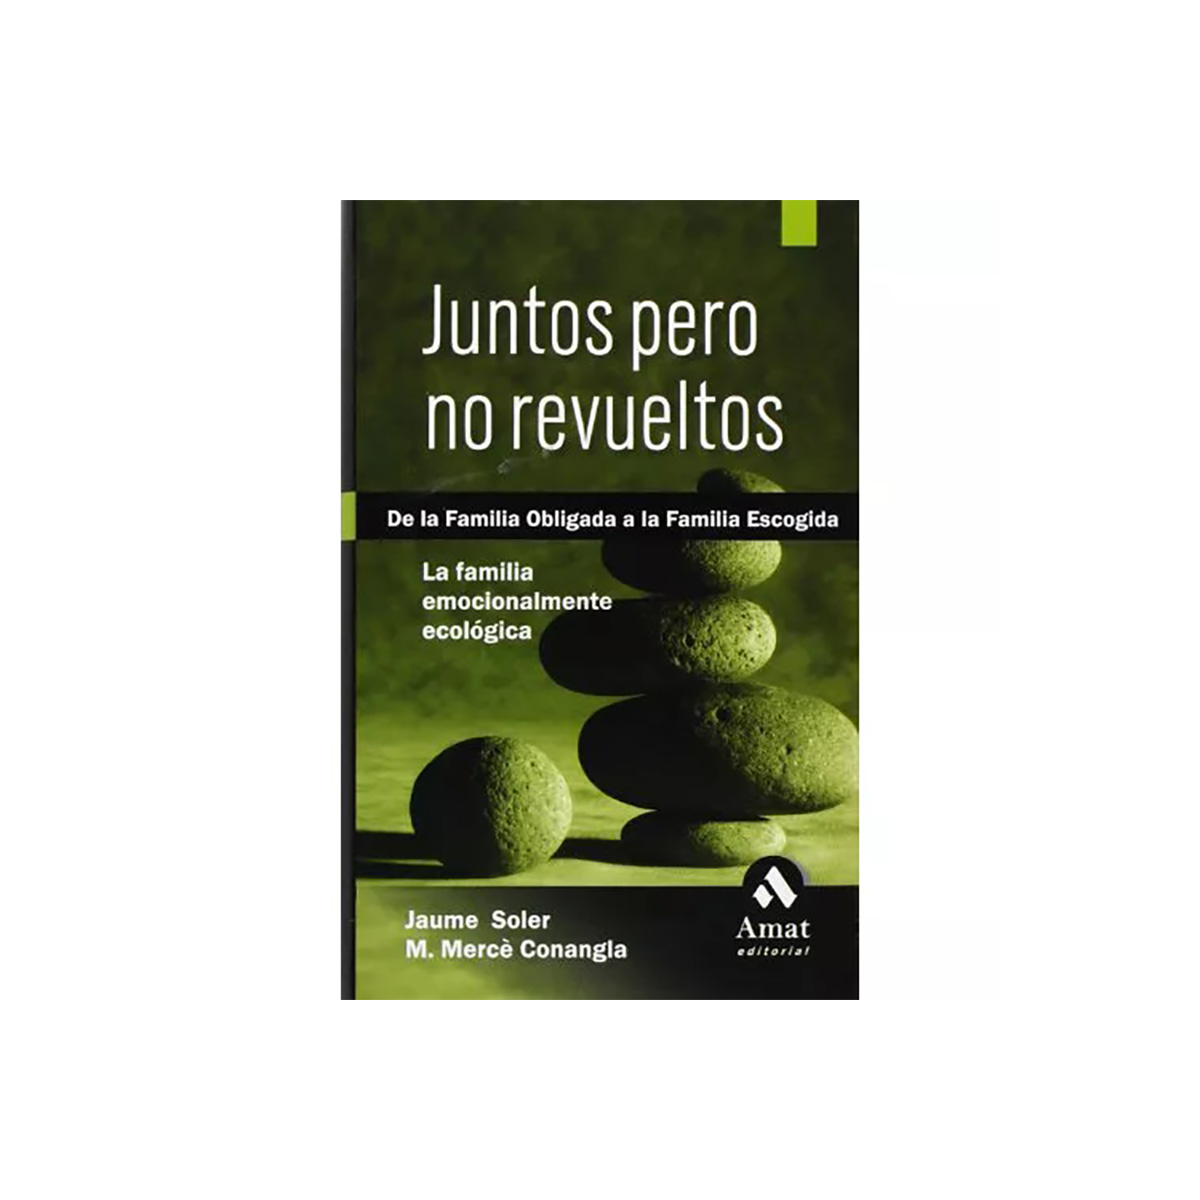 Juntos pero
no revueltos
De la Familia Obligada a la Familia Escogida
La familia
emocionalmente
ecológica
Jaume Soler
M. Mercè Conangla
Amat
editorial